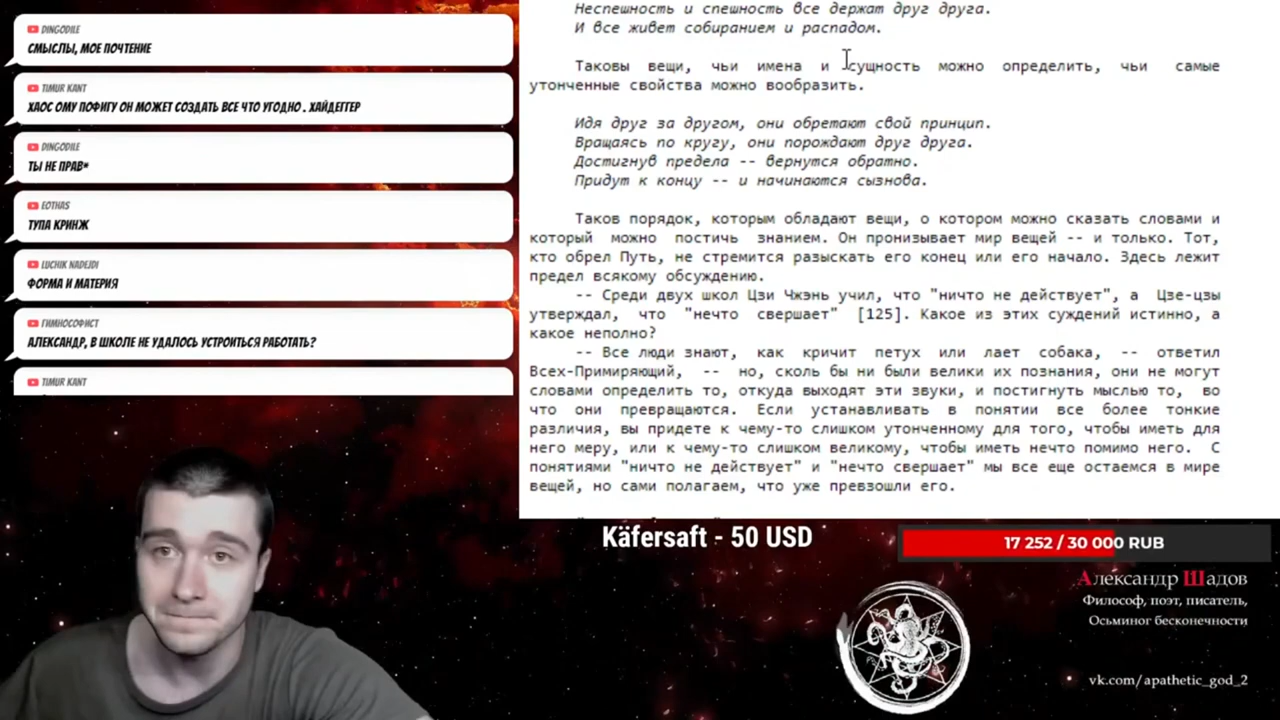 DINGODILE
СМЫСЛЫ, МОЕ ПОЧТЕНИЕ
TIMUR KANT
ХАОС ОМУ ПОФИГУ ОН МОЖЕТ СОЗДАТЬ ВСЕ ЧТО УГОДНО . ХАЙДЕГГЕР
DINGODILE
ТЫ НЕ ПРАВ*
EOTHAS
ТУПА КРИНЖ
LUCHIK NADEJDI
ФОРМА И МАТЕРИЯ
ГИМНОСОФИСТ
АЛЕКСАНДР, В ШКОЛЕ НЕ УДАЛОСЬ УСТРОИТЬСЯ РАБОТАТЬ?
TIMUR KANT
Неспешность и спешность все держат друг друга.
И все живет собиранием и распадом.
Таковы вещи, чьи имена и сущность можно определить, чьи самые
утонченные свойства можно вообразить.
Идя друг за другом, они обретают свой принцип.
Вращаясь по кругу, они порождают друг друга.
Достигнув предела -- вернутся обратно.
Придут к концу -- и начинаются сызнова.
Таков порядок, которым обладают вещи, о котором можно сказать словами и
который можно постичь знанием. Он пронизывает мир вещей -- и только. Тот,
кто обрел Путь, не стремится разыскать его конец или его начало. Здесь лежит
предел всякому обсуждению.
-- Среди двух школ Цзи Чжэнь учил, что "ничто не действует", а Цзе-цзы
утверждал, что "нечто свершает" [125]. Какое из этих суждений истинно, а
какое неполно?
-- Все люди знают, как кричит петух или лает собака, -- ответил
Всех-Примиряющий, -- но, сколь бы ни были велики их познания, они не могут
словами определить то, откуда выходят эти звуки, и постигнуть мыслью то, во
что они превращаются. Если устанавливать в понятии все более тонкие
различия, вы придете к чему-то слишком утонченному для того, чтобы иметь для
него меру, или к чему-то слишком великому, чтобы иметь нечто помимо него. С
понятиями "ничто не действует" и "нечто свершает" мы все еще остаемся в мире
вещей, но сами полагаем, что уже превзошли его.
Käfersaft - 50 USD
17 252 / 30 000 RUB
Александр Шадов
Философ, поэт, писатель,
Осьминог бесконечности
vk.com/apathetic_god_2